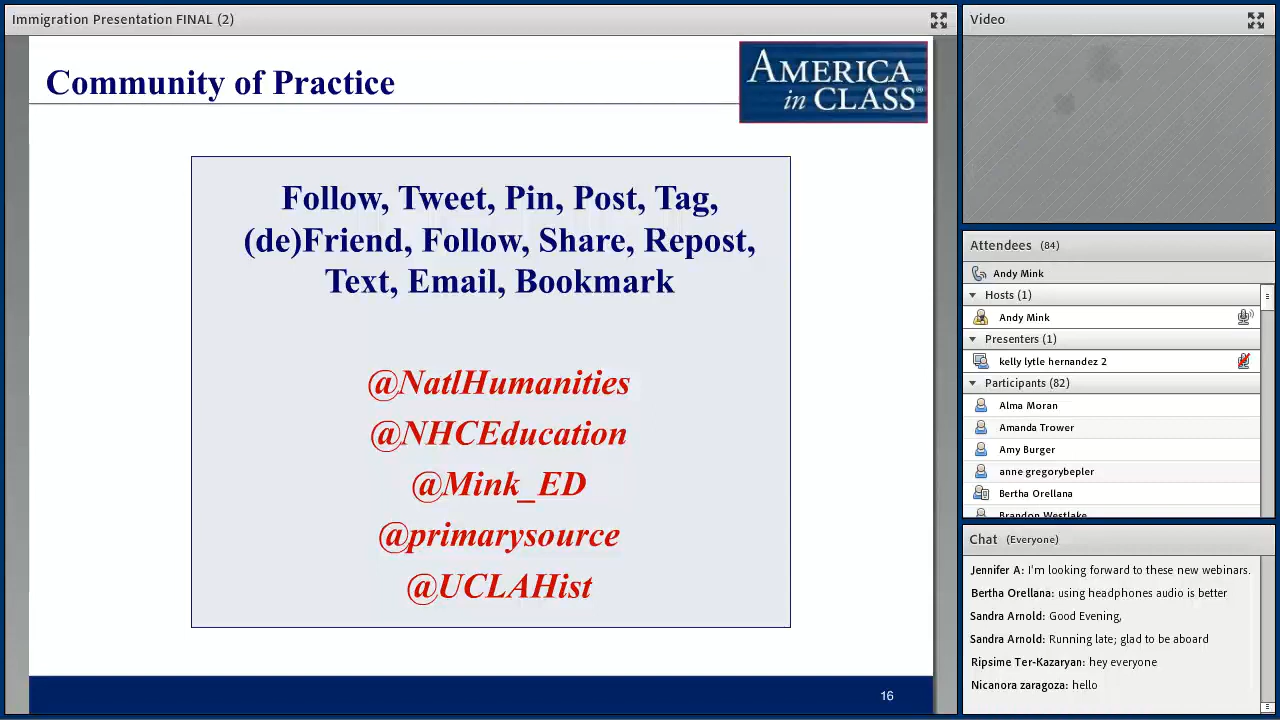 Immigration Presentation FINAL (2)
Community of Practice
AMERICA
in CLASS®
Follow, Tweet, Pin, Post, Tag,
(de)Friend, Follow, Share, Repost,
Text, Email, Bookmark
@NatlHumanities
@NHCEducation
@Mink_ED
@primarysource
@UCLAHist
16
Video
Attendees (84)
Andy Mink
Hosts (1)
Andy Mink
Presenters (1)
kelly lytle hernandez 2
Participants (82)
Alma Moran
Amanda Trower
Amy Burger
anne gregorybepler
Bertha Orellana
Brandon Westlake
Chat (Everyone)
Jennifer A: I'm looking forward to these new webinars.
Bertha Orellana: using headphones audio is better
Sandra Arnold: Good Evening,
Sandra Arnold: Running late; glad to be aboard
Ripsime Ter-Kazaryan: hey everyone
Nicanora zaragoza: hello